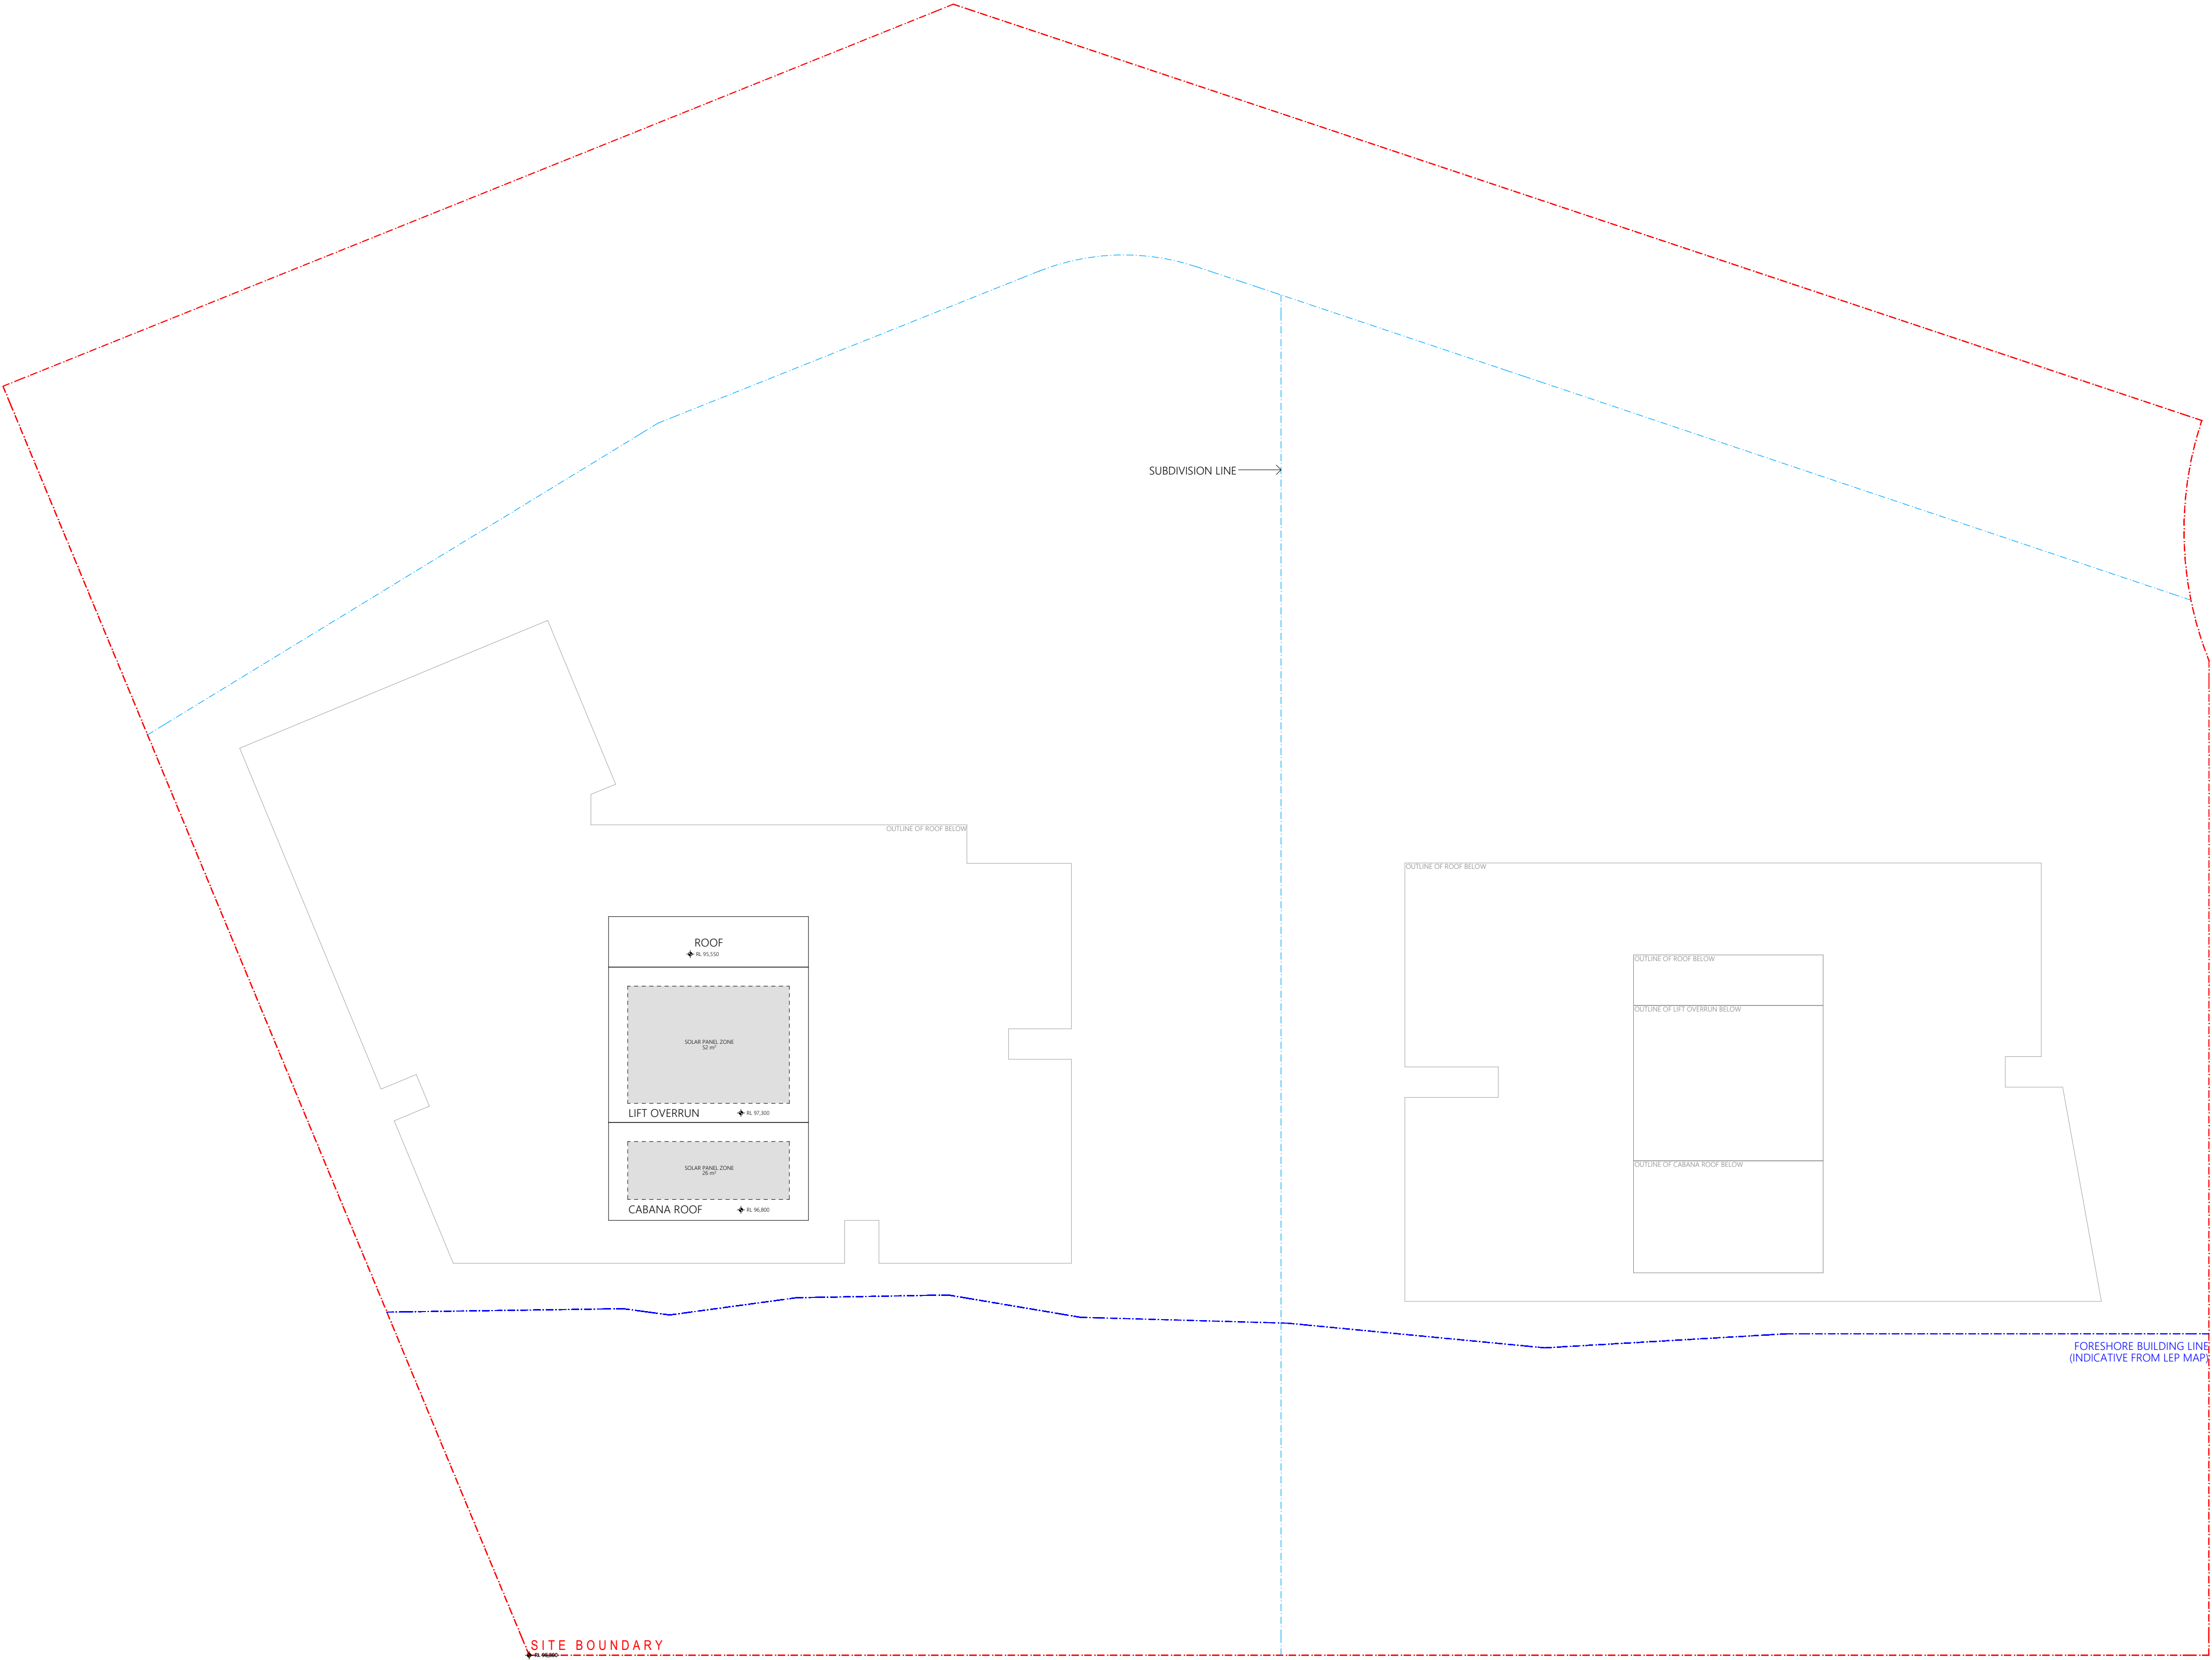 SUBDIVISION LINE
OUTLINE OF ROOF BELOW
OUTLINE OF ROOF BELOW
ROOF
RL 95,550
OUTLINE OF ROOF BELOW
OUTLINE OF LIFT OVERRUN BELOW
SOLAR PANEL ZONE
52 m²
LIFT OVERRUN
RL 97,300
OUTLINE OF CABANA ROOF BELOW
SOLAR PANEL ZONE
26 m²
CABANA ROOF
RL 96,800
FORESHORE BUILDING LINE
(INDICATIVE FROM LEP MAP)
SITE BOUNDARY
RL